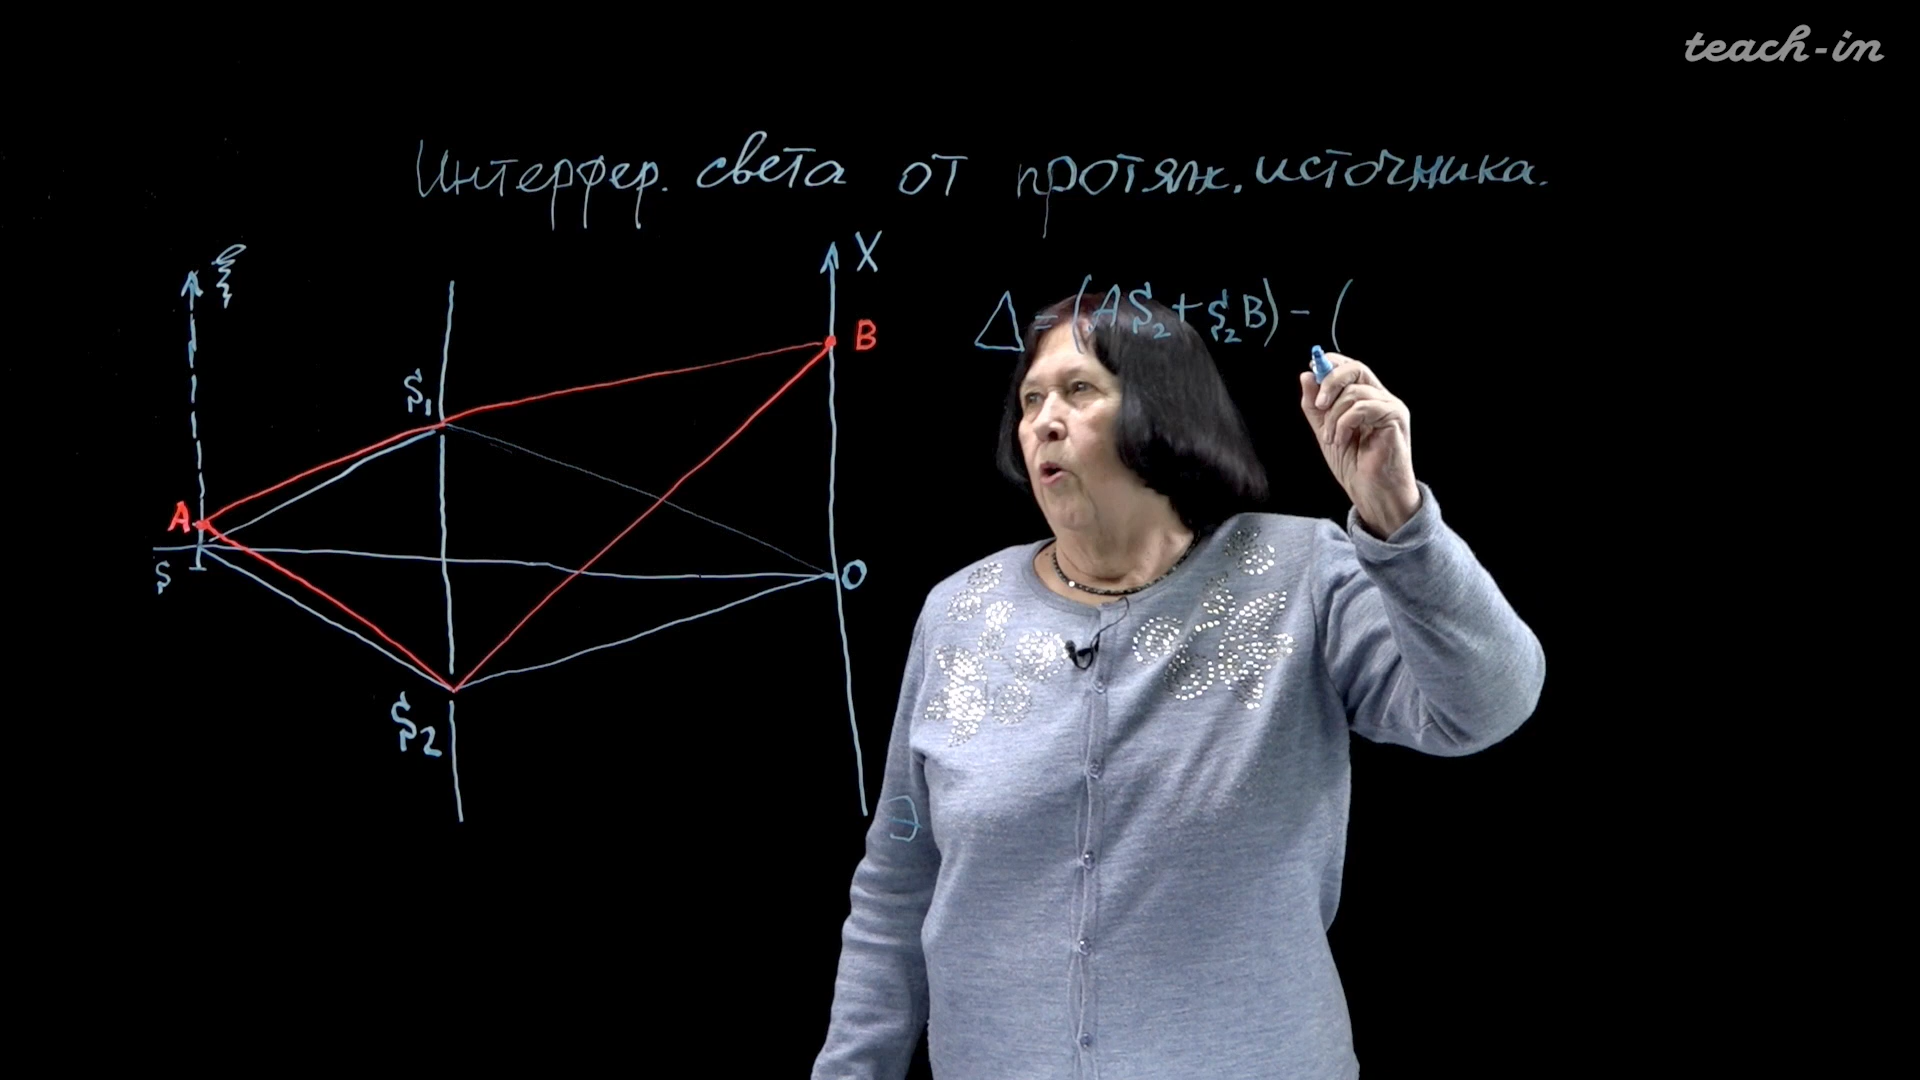 teach-in
Интерфер. света от протяж. источника.
ξ
X
Δ = (AS₂ + S₂B) - (
B
S₁
A
S
O
S₂
Э